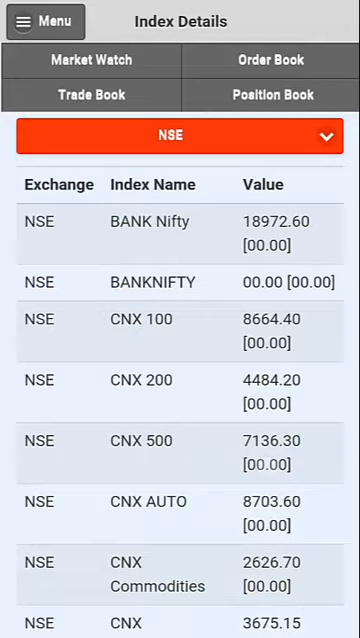 Menu
Index Details
Market Watch
Order Book
Trade Book
Position Book
NSE
Exchange Index Name Value
NSE BANK Nifty 18972.60
[00.00]
NSE BANKNIFTY 00.00 [00.00]
NSE CNX 100 8664.40
[00.00]
NSE CNX 200 4484.20
[00.00]
NSE CNX 500 7136.30
[00.00]
NSE CNX AUTO 8703.60
[00.00]
NSE CNX 2626.70
Commodities [00.00]
NSE CNX 3675.15